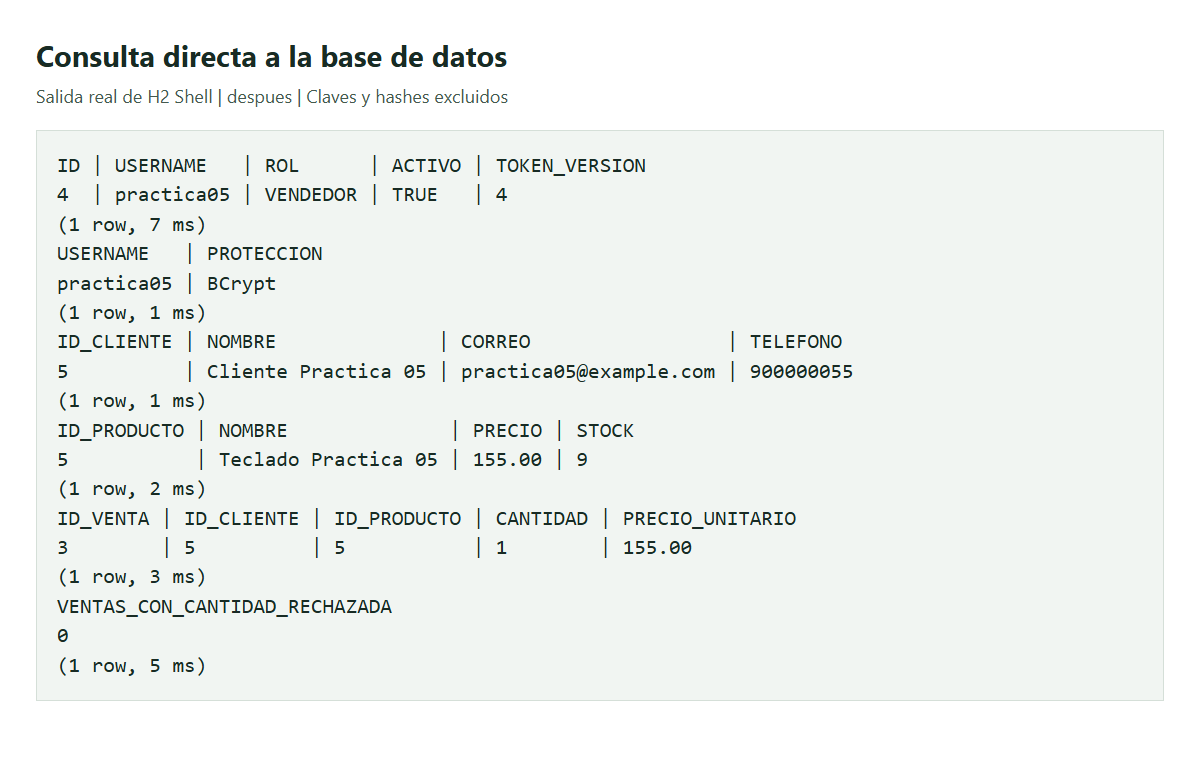 Consulta directa a la base de datos
Salida real de H2 Shell | despues | Claves y hashes excluidos
ID | USERNAME   | ROL      | ACTIVO | TOKEN_VERSION
4  | practica05 | VENDEDOR | TRUE   | 4
(1 row, 7 ms)
USERNAME   | PROTECCION
practica05 | BCrypt
(1 row, 1 ms)
ID_CLIENTE | NOMBRE              | CORREO                 | TELEFONO
5          | Cliente Practica 05 | practica05@example.com | 900000055
(1 row, 1 ms)
ID_PRODUCTO | NOMBRE              | PRECIO | STOCK
5           | Teclado Practica 05 | 155.00 | 9
(1 row, 2 ms)
ID_VENTA | ID_CLIENTE | ID_PRODUCTO | CANTIDAD | PRECIO_UNITARIO
3        | 5          | 5           | 1        | 155.00
(1 row, 3 ms)
VENTAS_CON_CANTIDAD_RECHAZADA
0
(1 row, 5 ms)